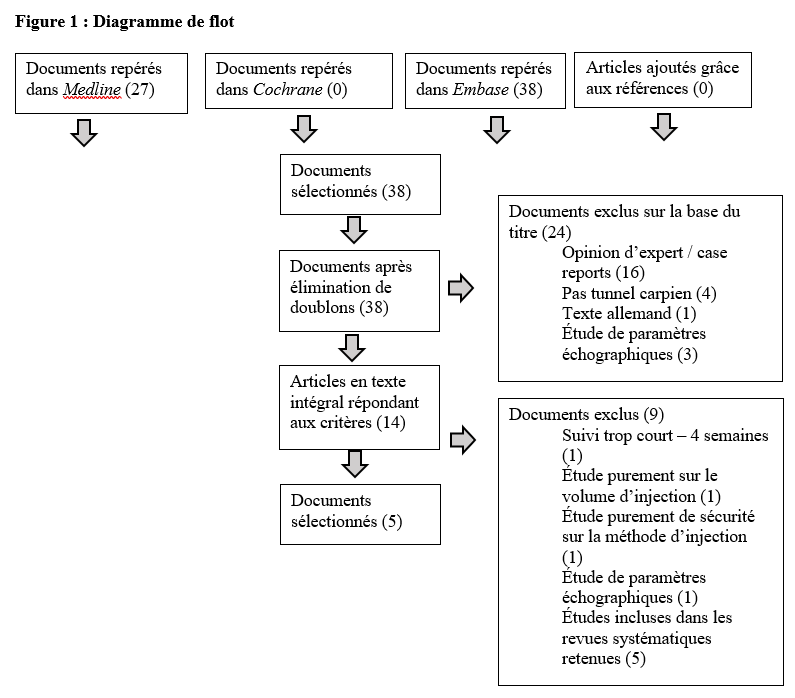 Figure 1 : Diagramme de flot
Documents repérés
dans Medline (27)
Documents repérés
dans Cochrane (0)
Documents repérés
dans Embase (38)
Articles ajoutés grâce
aux références (0)
Documents
sélectionnés (38)
Documents après
élimination de
doublons (38)
Documents exclus sur la base du
titre (24)
Opinion d’expert / case
reports (16)
Pas tunnel carpien (4)
Texte allemand (1)
Étude de paramètres
échographiques (3)
Articles en texte
intégral répondant
aux critères (14)
Documents exclus (9)
Suivi trop court – 4 semaines
(1)
Étude purement sur le
volume d’injection (1)
Étude purement de sécurité
sur la méthode d’injection
(1)
Étude de paramètres
échographiques (1)
Études incluses dans les
revues systématiques
retenues (5)
Documents
sélectionnés (5)